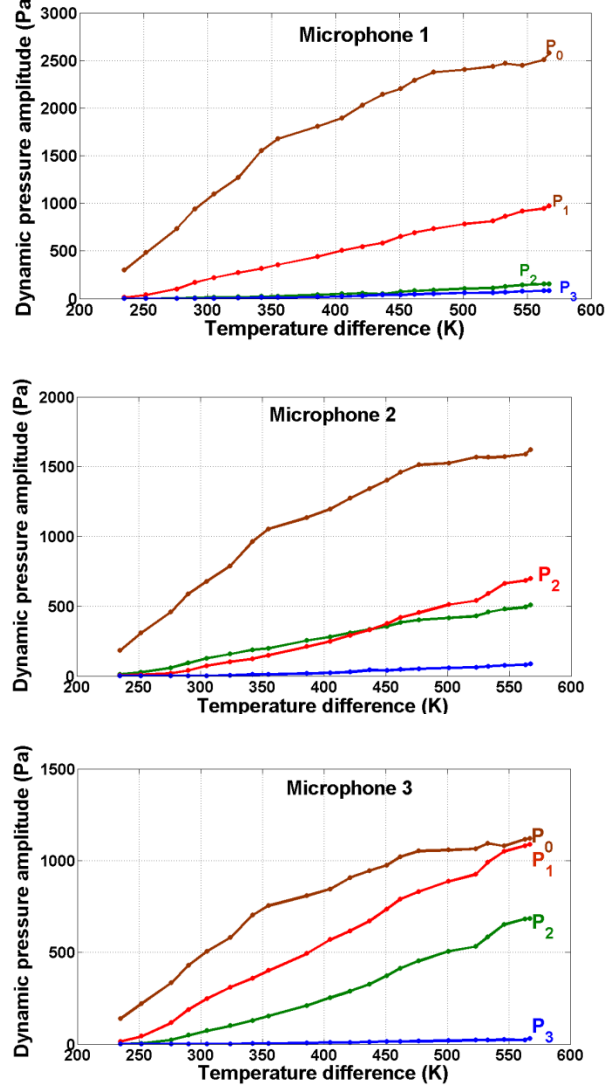 3000
Microphone 1
P0
2500
2000
1500
1000
P1
500
P2
P3
0
200 250 300 350 400 450 500 550 600
Temperature difference (K)
Dynamic pressure amplitude (Pa)
2000
Microphone 2
1500
1000
P2
500
0
200 250 300 350 400 450 500 550 600
Temperature difference (K)
Dynamic pressure amplitude (Pa)
1500
Microphone 3
P0
1000
P1
P2
500
P3
0
200 250 300 350 400 450 500 550 600
Temperature difference (K)
Dynamic pressure amplitude (Pa)